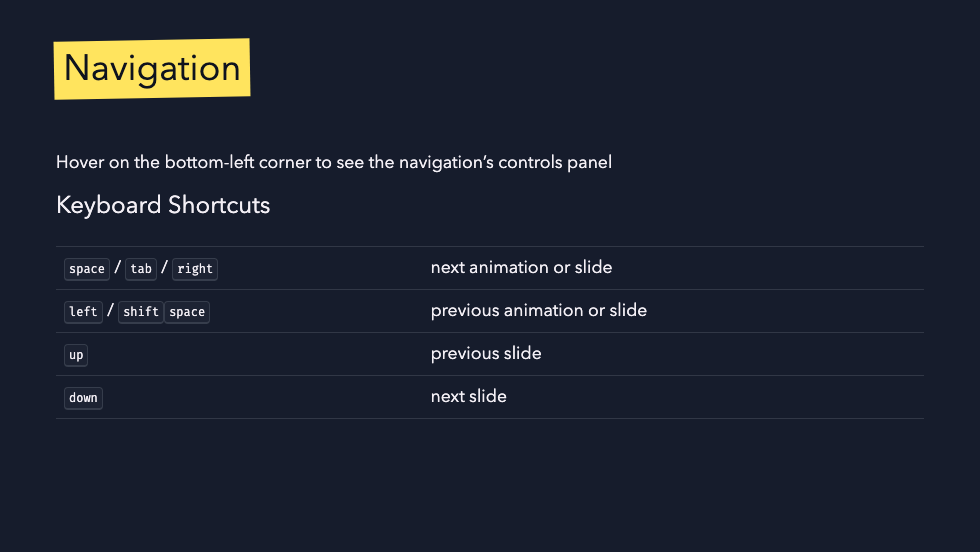 Navigation
Hover on the bottom-left corner to see the navigation’s controls panel
Keyboard Shortcuts
space / tab / right next animation or slide
left / shift space previous animation or slide
up previous slide
down next slide